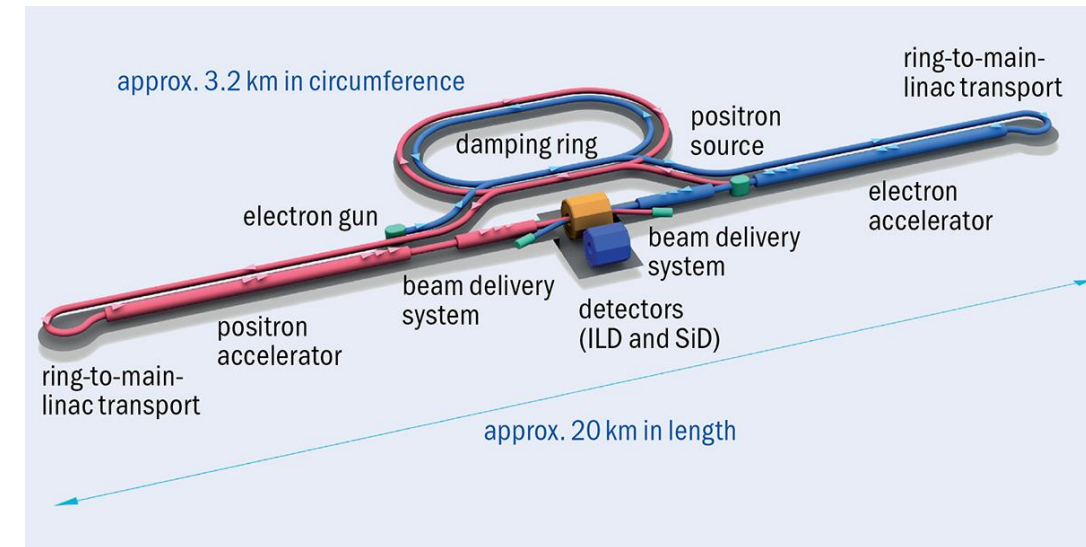 approx. 3.2 km in circumference
ring-to-main-
linac transport
damping ring
positron
source
electron gun
electron
accelerator
beam delivery
system
beam delivery
system
detectors
(ILD and SiD)
positron
accelerator
ring-to-main-
linac transport
approx. 20 km in length